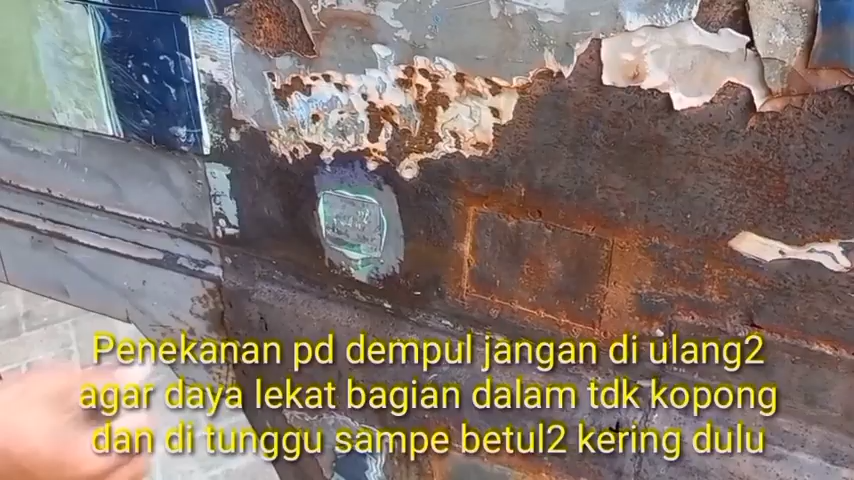 Penekanan pd dempul jangan di ulang2
agar daya lekat bagian dalam tdk kopong
dan di tunggu sampe betul2 kering dulu